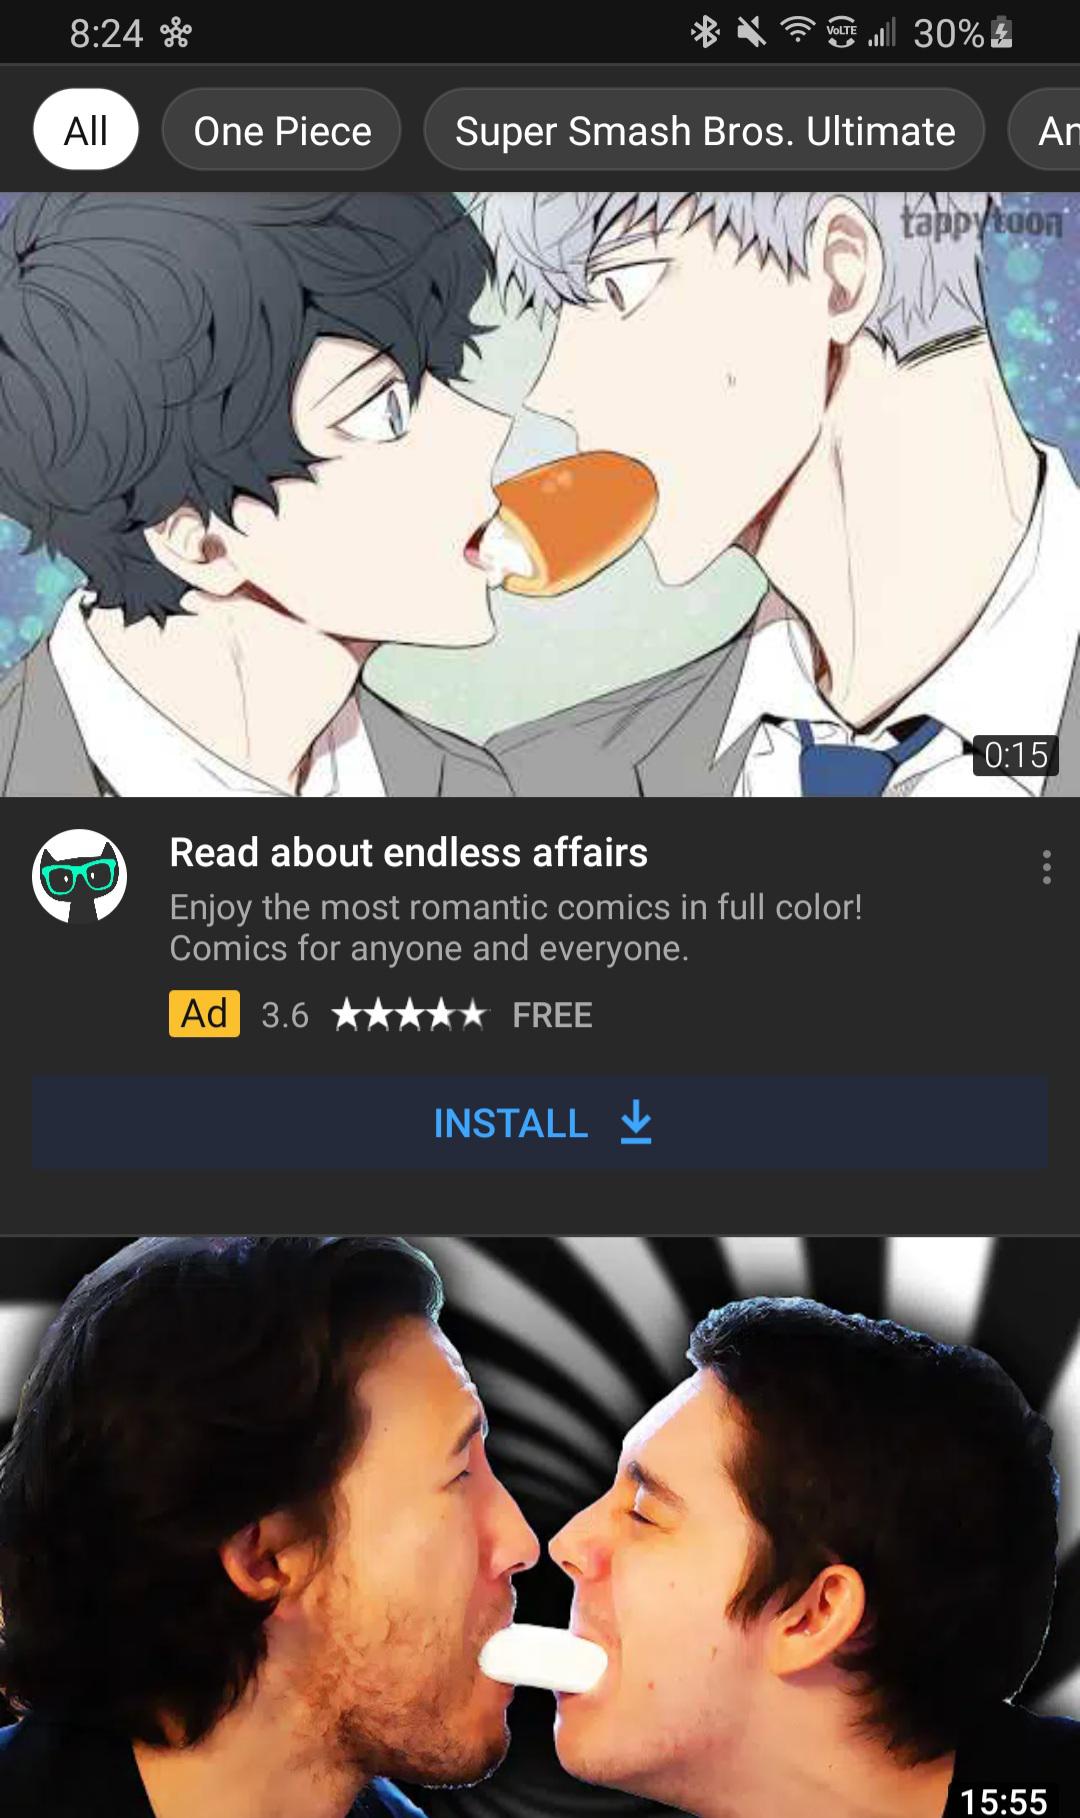 8:24
VoLTE
30%
All
One Piece
Super Smash Bros. Ultimate
An
tappytoon
0:15
Read about endless affairs
Enjoy the most romantic comics in full color!
Comics for anyone and everyone.
Ad 3.6 FREE
INSTALL
15:55